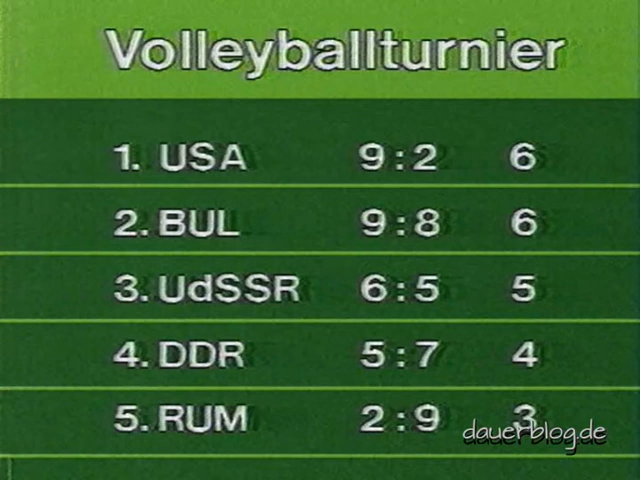 Volleyballturnier
1. USA 9:2 6
2. BUL 9:8 6
3. UdSSR 6:5 5
4. DDR 5:7 4
5. RUM 2:9 3
dauerblog.de